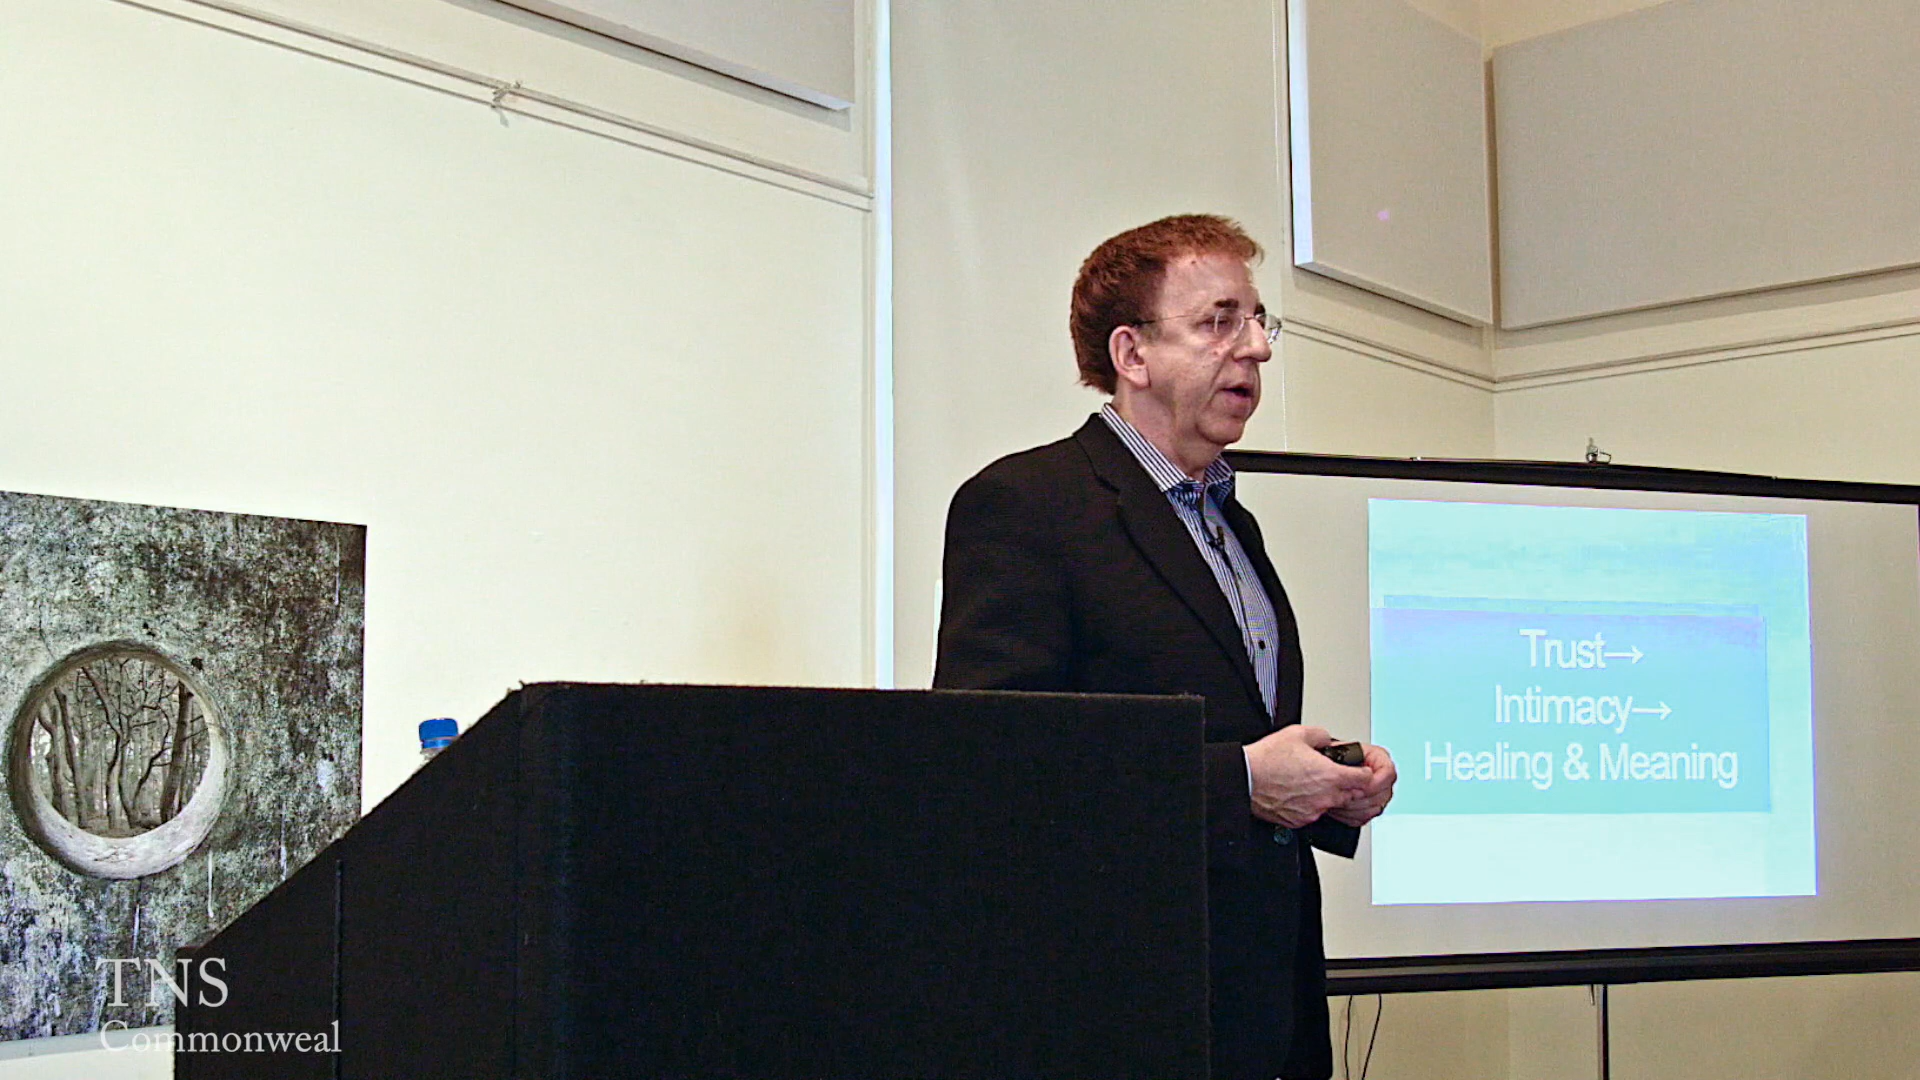 Trust→
Intimacy→
Healing & Meaning
TNS
Commonweal